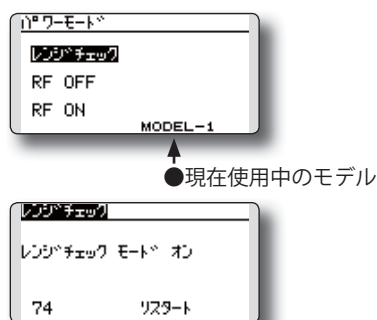 パワーモード
レンジチェック
RF OFF
RF ON
MODEL-1
●現在使用中のモデル
レンジチェック
レンジチェック モード オン
74 リスタート